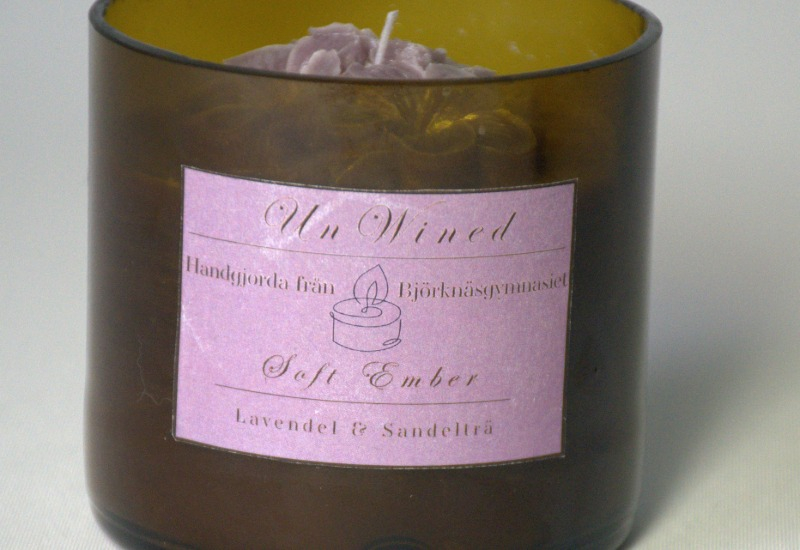 Un Wined
Handgjorda från Björknäsgymnasiet
Soft Ember
Lavendel & Sandelträ